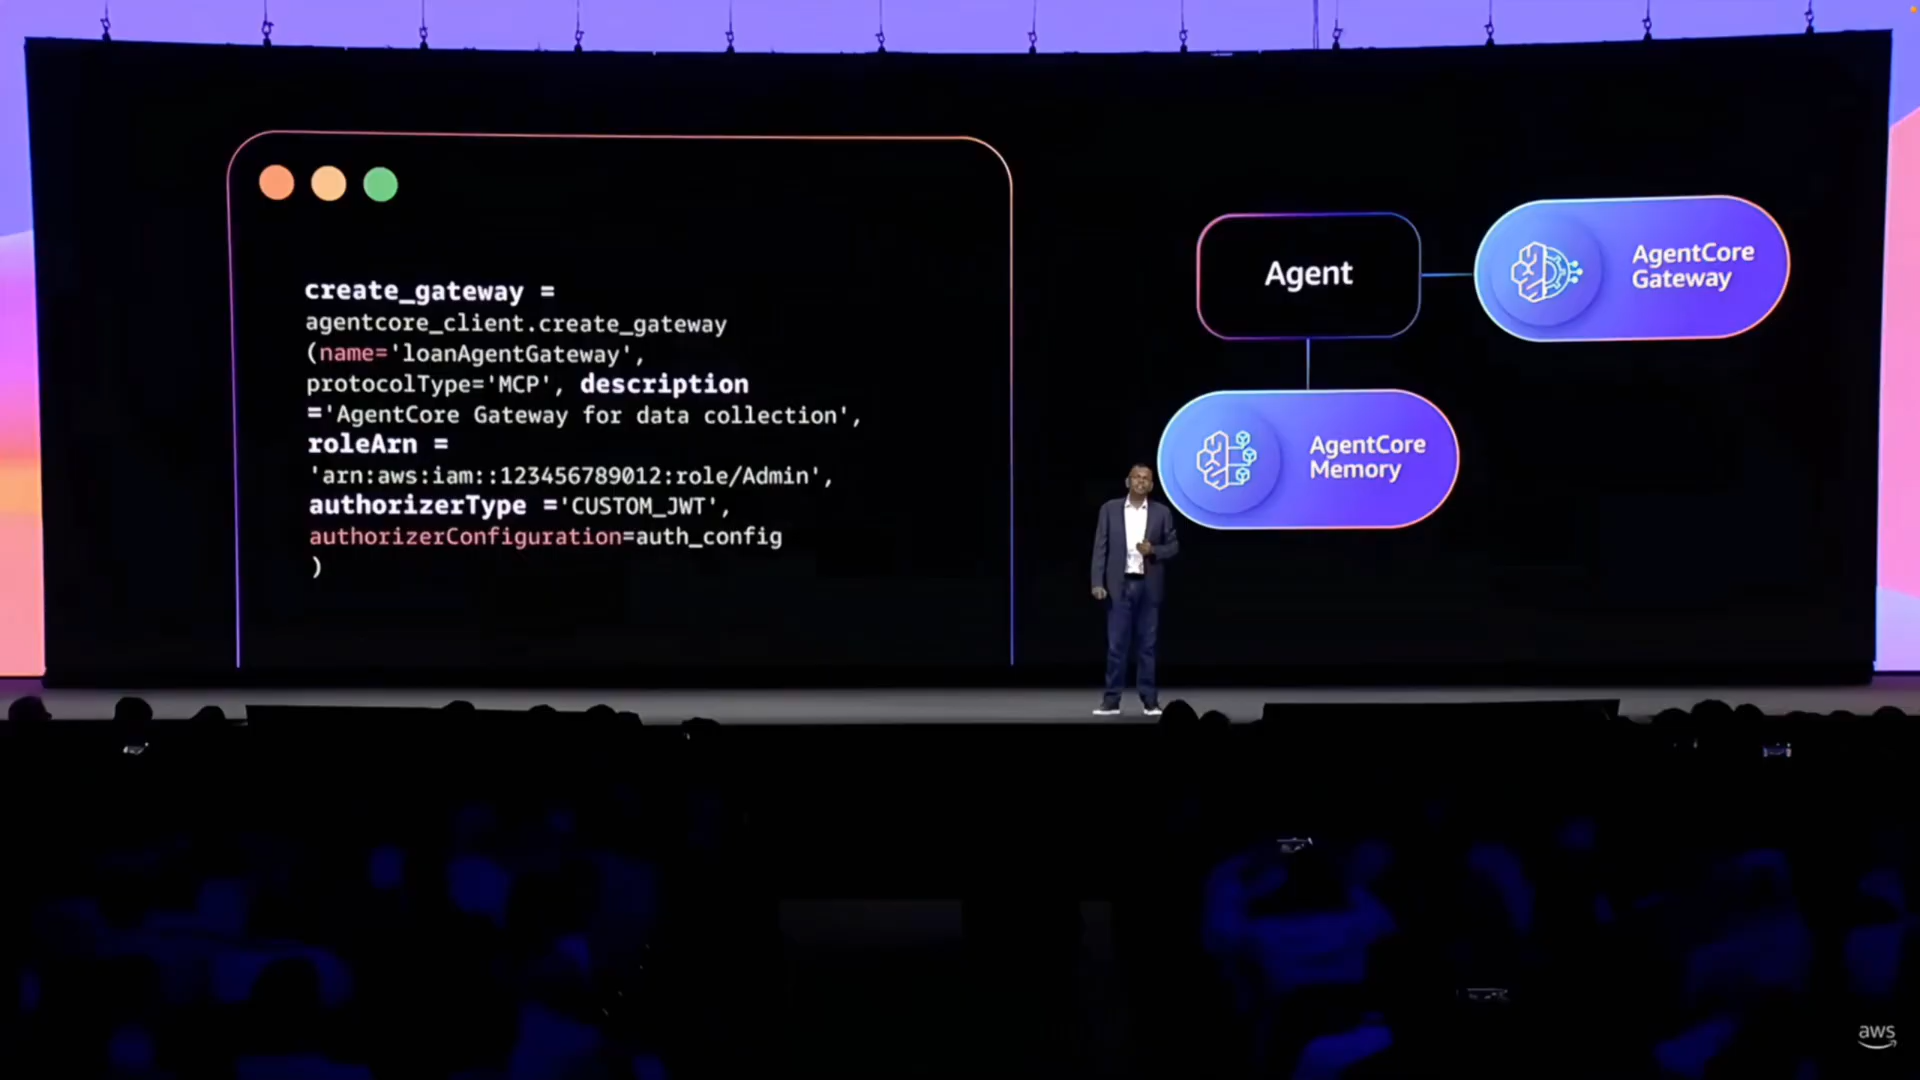 create_gateway =
agentcore_client.create_gateway
(name='loanAgentGateway',
protocolType='MCP', description
='AgentCore Gateway for data collection',
roleArn =
'arn:aws:iam::123456789012:role/Admin',
authorizerType ='CUSTOM_JWT',
authorizerConfiguration=auth_config
)
Agent
AgentCore
Gateway
AgentCore
Memory
aws